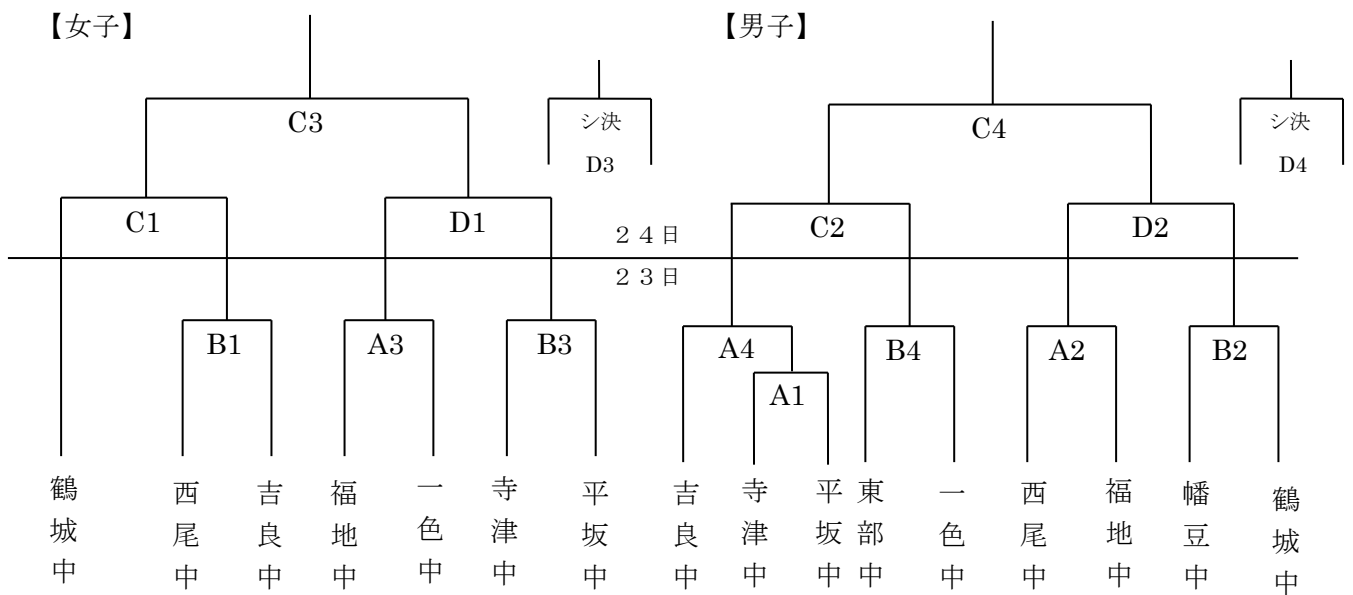 【女子】
【男子】
C3
シ決
D3
C4
シ決
D4
C1
D1
C2
D2
２４日
２３日
B1
A3
B3
A4
B4
A2
B2
A1
鶴城中
西尾中
吉良中
福地中
一色中
寺津中
平坂中
吉良中
寺津中
平坂中
東部中
一色中
西尾中
福地中
幡豆中
鶴城中